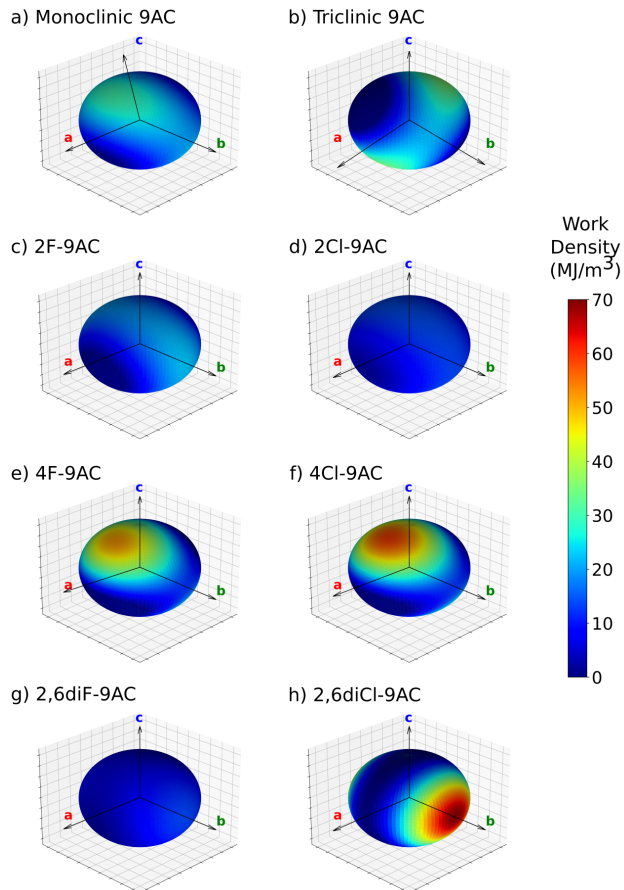 a) Monoclinic 9AC
b) Triclinic 9AC
c
a
b
c
a
b
c) 2F-9AC
d) 2Cl-9AC
c
a
b
c
a
b
Work
Density
(MJ/m³)
70
60
50
40
30
20
10
0
e) 4F-9AC
f) 4Cl-9AC
c
a
b
c
a
b
g) 2,6diF-9AC
h) 2,6diCl-9AC
c
a
b
c
a
b